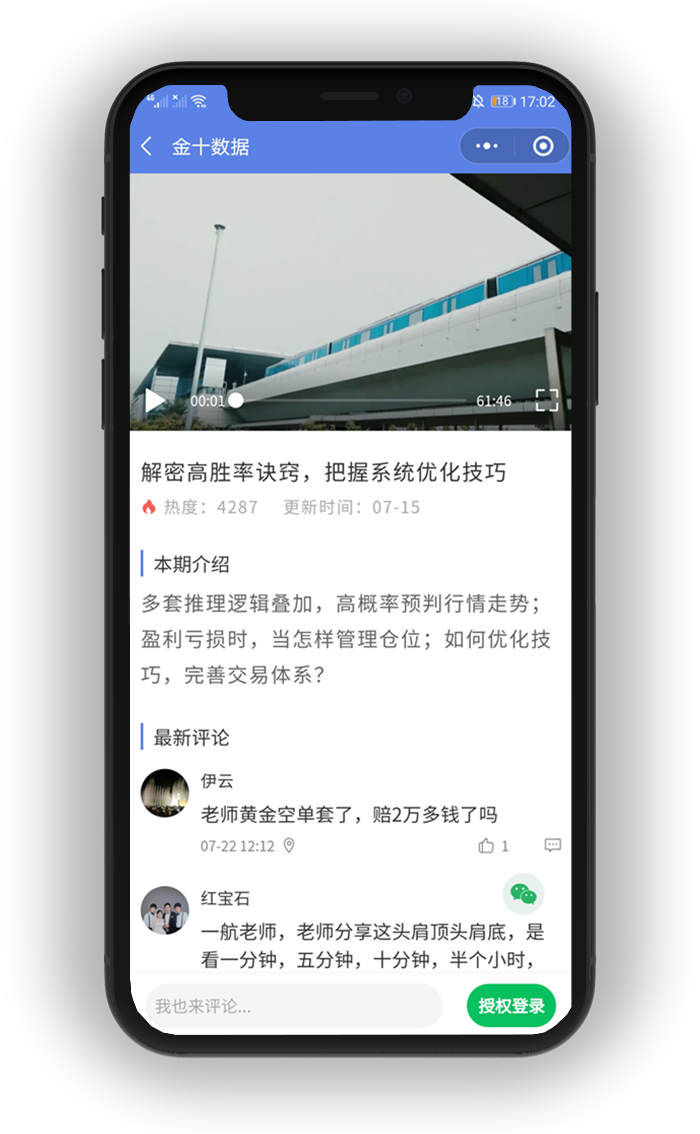 4G 18 17:02
金十数据
00:01 61:46
解密高胜率诀窍，把握系统优化技巧
热度：4287 更新时间：07-15
本期介绍
多套推理逻辑叠加，高概率预判行情走势；
盈利亏损时，当怎样管理仓位；如何优化技
巧，完善交易体系？
最新评论
伊云
老师黄金空单套了，赔2万多钱了吗
07-22 12:12 1
红宝石
一航老师，老师分享这头肩顶头肩底，是
看一分钟，五分钟，十分钟，半个小时，
我也来评论... 授权登录